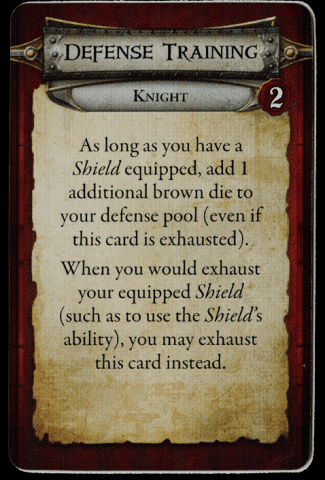 Defense Training
Knight
2
As long as you have a
Shield equipped, add 1
additional brown die to
your defense pool (even if
this card is exhausted).
When you would exhaust
your equipped Shield
(such as to use the Shield's
ability), you may exhaust
this card instead.